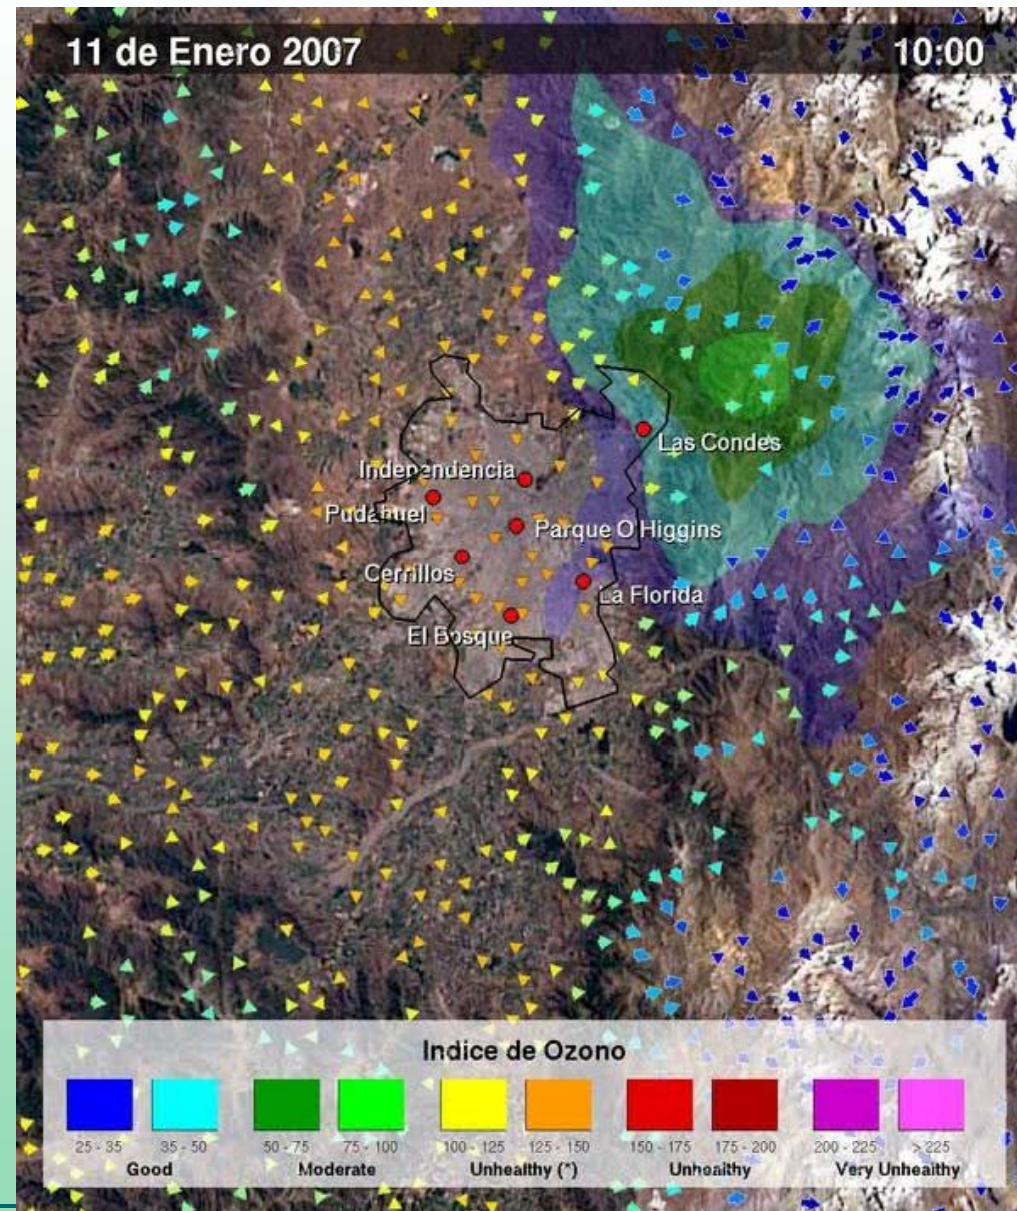 11 de Enero 2007 10:00
Las Condes
Independencia
Pudahuel
Parque O'Higgins
Cerrillos
La Florida
El Bosque
Indice de Ozono
25 - 35 35 - 50 50 - 75 75 - 100 100 - 125 125 - 150 150 - 175 175 - 200 200 - 225 > 225
Good Moderate Unhealthy (*) Unhealthy Very Unhealthy